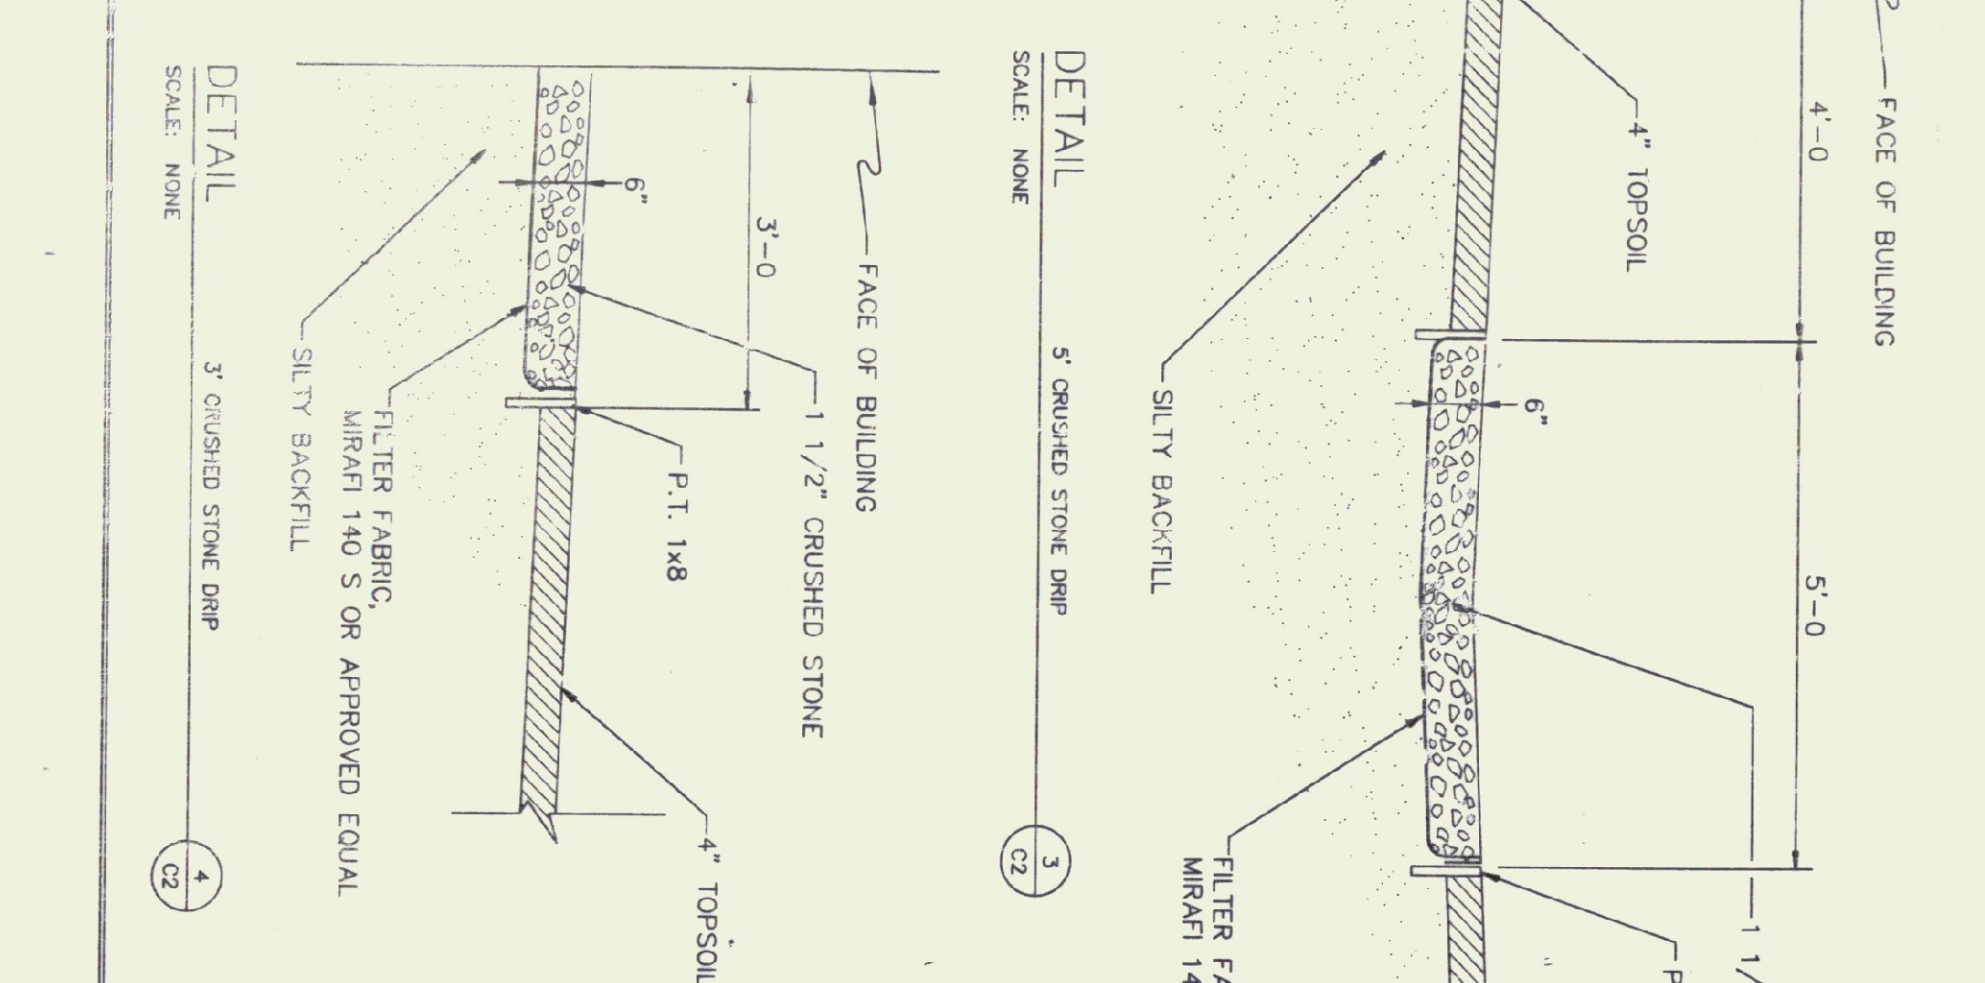 FACE OF BUILDING
4'-0
5'-0
4" TOPSOIL
1 1/
P
6"
SILTY BACKFILL
FILTER FA
MIRAFI 14
DETAIL
5' CRUSHED STONE DRIP
SCALE: NONE
3
C2
FACE OF BUILDING
1 1/2" CRUSHED STONE
3'-0
4" TOPSOIL
P.T. 1x8
6"
FILTER FABRIC,
MIRAFI 140 S OR APPROVED EQUAL
SILTY BACKFILL
DETAIL
3' CRUSHED STONE DRIP
SCALE: NONE
4
C2